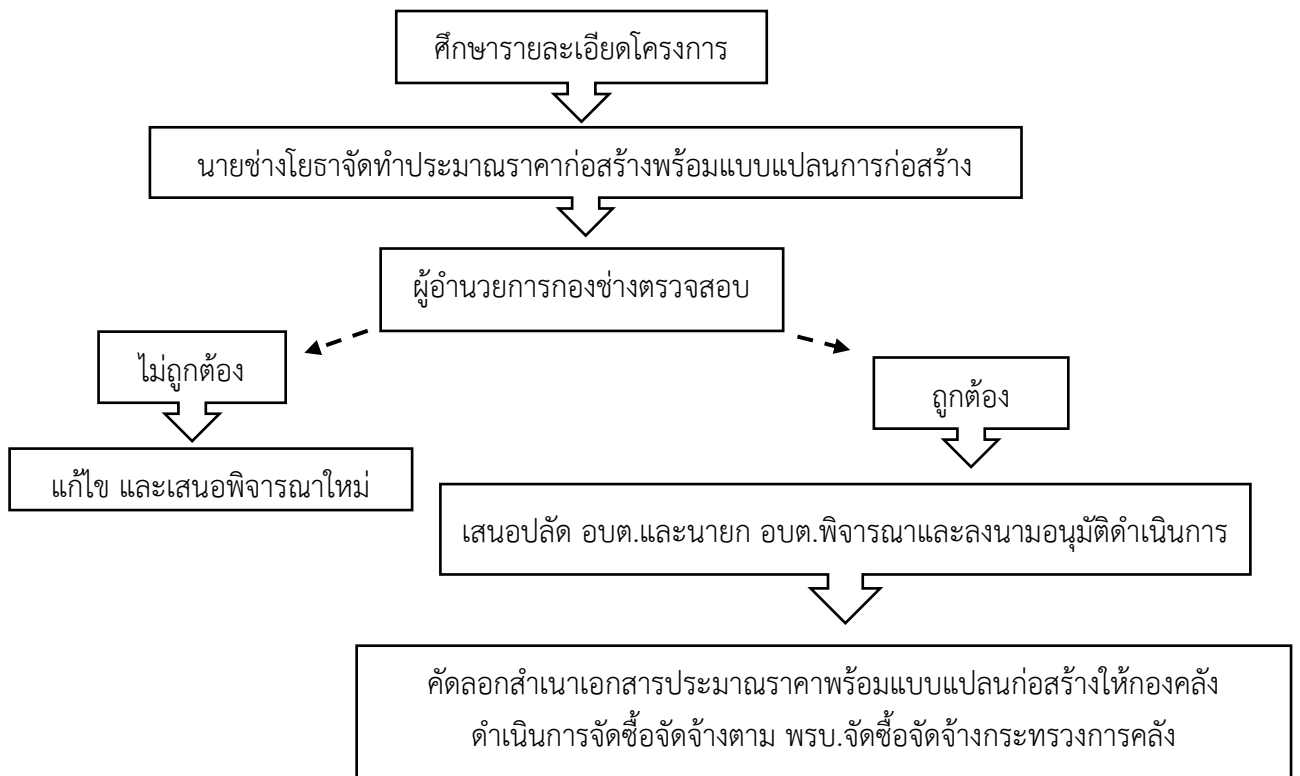 ศึกษารายละเอียดโครงการ
นายช่างโยธาจัดทำประมาณราคาก่อสร้างพร้อมแบบแปลนการก่อสร้าง
ผู้อำนวยการกองช่างตรวจสอบ
ไม่ถูกต้อง
ถูกต้อง
แก้ไข และเสนอพิจารณาใหม่
เสนอปลัด อบต.และนายก อบต.พิจารณาและลงนามอนุมัติดำเนินการ
คัดลอกสำเนาเอกสารประมาณราคาพร้อมแบบแปลนก่อสร้างให้กองคลัง
ดำเนินการจัดซื้อจัดจ้างตาม พรบ.จัดซื้อจัดจ้างกระทรวงการคลัง